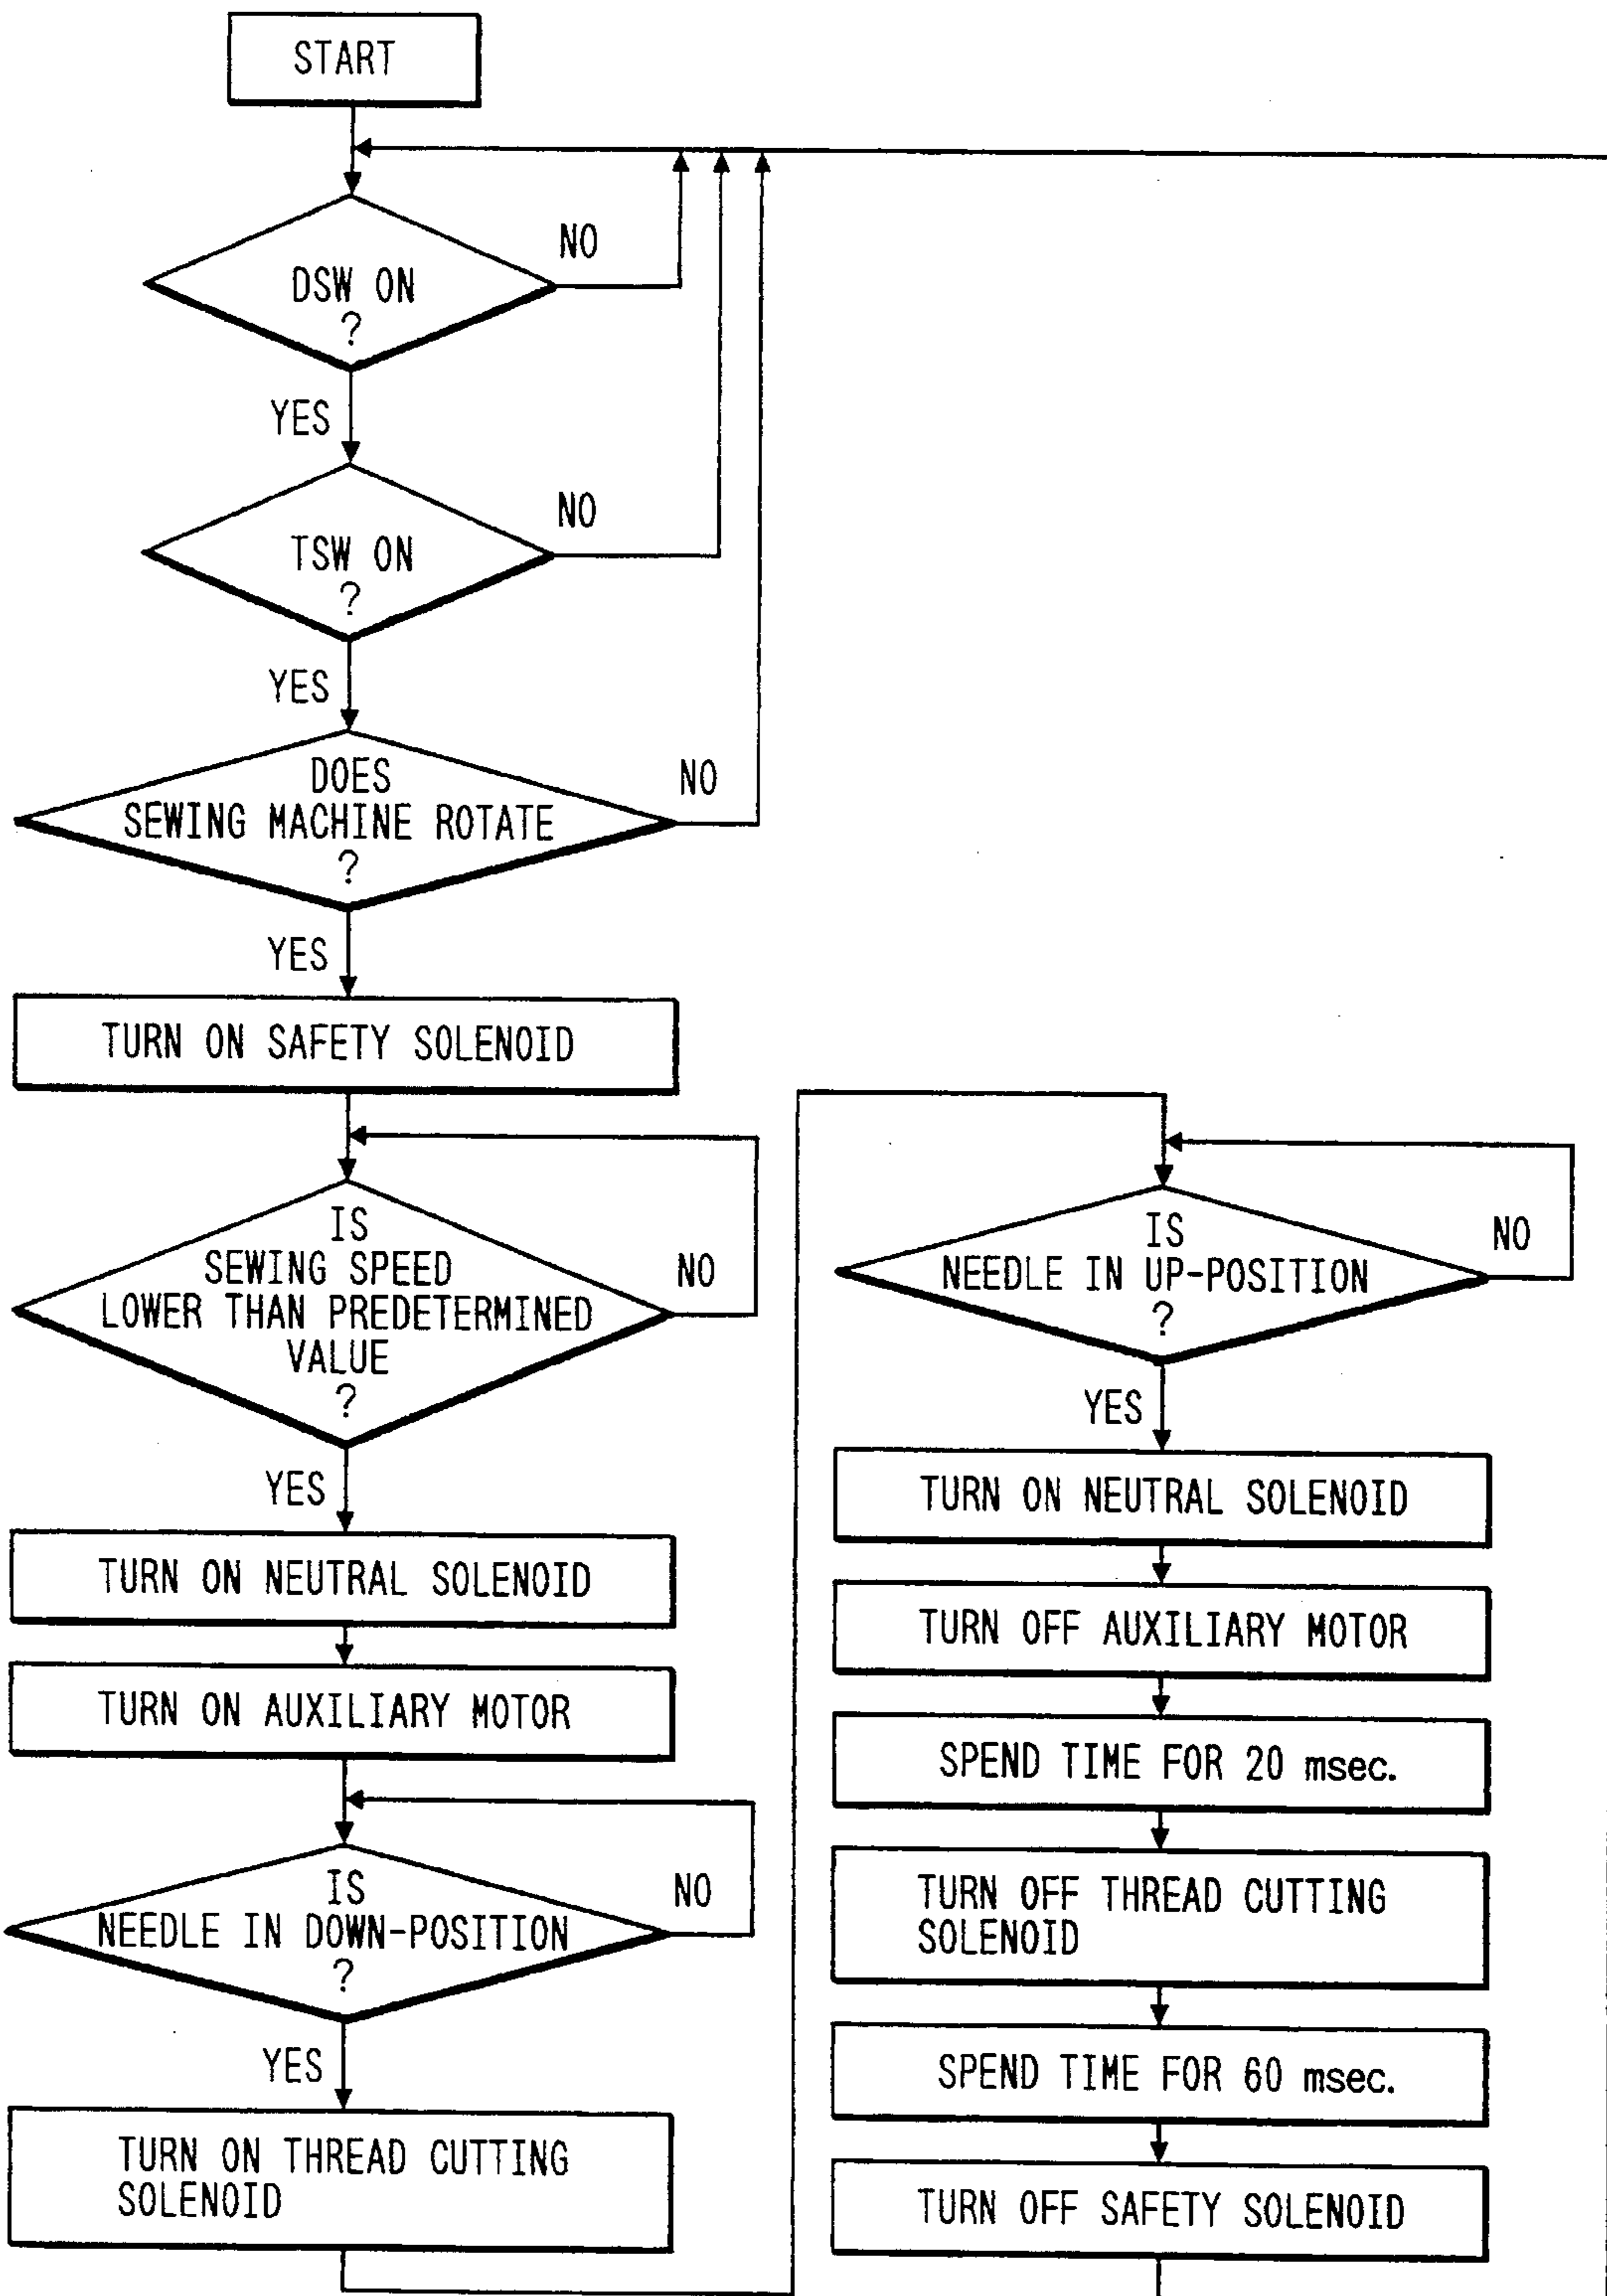 START
DSW ON
?
NO
YES
TSW ON
?
NO
YES
DOES
SEWING MACHINE ROTATE
?
NO
YES
TURN ON SAFETY SOLENOID
IS
SEWING SPEED
LOWER THAN PREDETERMINED
VALUE
?
NO
YES
TURN ON NEUTRAL SOLENOID
TURN ON AUXILIARY MOTOR
IS
NEEDLE IN DOWN-POSITION
?
NO
YES
TURN ON THREAD CUTTING
SOLENOID
IS
NEEDLE IN UP-POSITION
?
NO
YES
TURN ON NEUTRAL SOLENOID
TURN OFF AUXILIARY MOTOR
SPEND TIME FOR 20 msec.
TURN OFF THREAD CUTTING
SOLENOID
SPEND TIME FOR 60 msec.
TURN OFF SAFETY SOLENOID